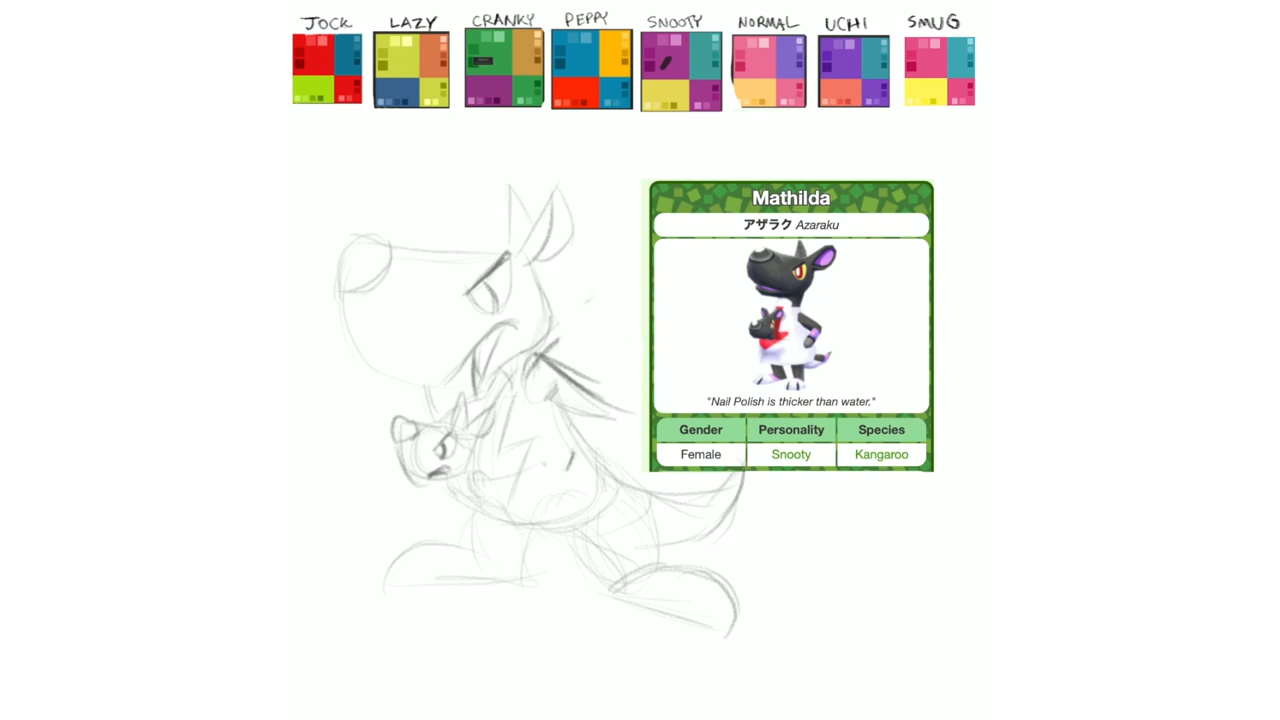 JOCK LAZY CRANKY PEPPY SNOOTY NORMAL UCHI SMUG
Mathilda
アザラク Azaraku
"Nail Polish is thicker than water."
Gender Personality Species
Female Snooty Kangaroo